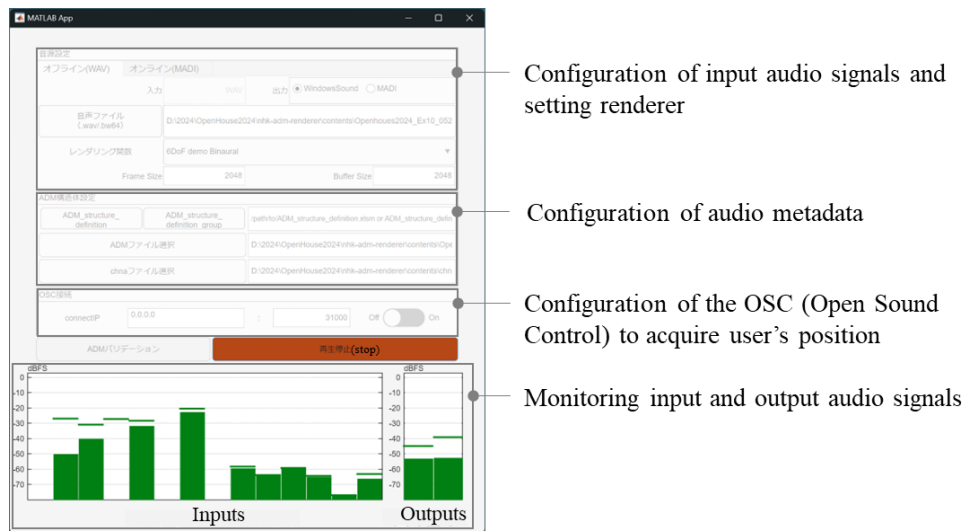 MATLAB App
音源設定
オフライン(WAV) オンライン(MADI)
入力 WAV 出力 WindowsSound MADI
音声ファイル
(.wav/.bw64)
D:\2024\OpenHouse2024\nhk-adm-renderer\contents\Openhoues2024_Ex10_052
レンダリング関数 6DoF demo Binaural
Frame Size 2048 Buffer Size 2048
Configuration of input audio signals and
setting renderer
ADM構造体設定
ADM_structure_
definition
ADM_structure_
definition_group
/path/to/ADM_structure_definition.xlsm or ADM_structure_defin
ADMファイル選択 D:\2024\OpenHouse2024\nhk-adm-renderer\contents\Ope
chnaファイル選択 D:\2024\OpenHouse2024\nhk-adm-renderer\contents\chn
Configuration of audio metadata
OSC接続
connectIP 0.0.0.0 : 31000 Off On
Configuration of the OSC (Open Sound
Control) to acquire user's position
ADMバリデーション 再生停止(stop)
dBFS dBFS
0 0
-10 -10
-20 -20
-30 -30
-40 -40
-50 -50
-60 -60
-70 -70
Inputs Outputs
Monitoring input and output audio signals